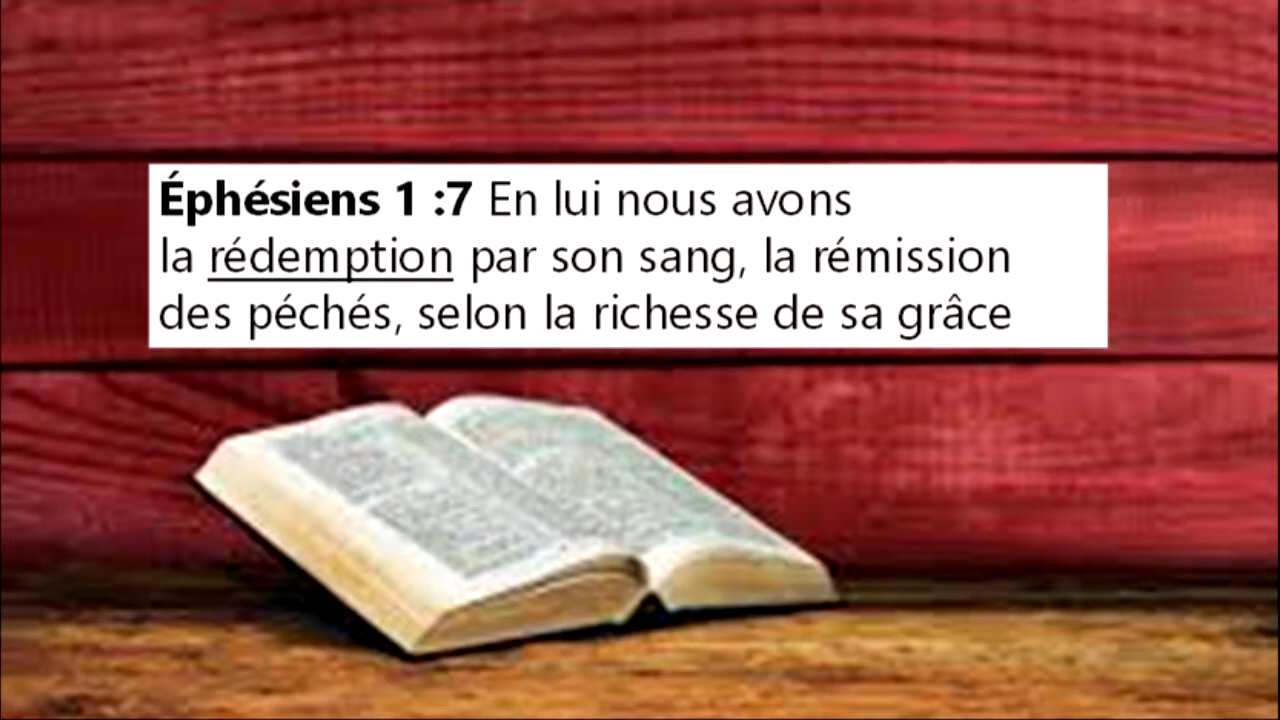 Éphésiens 1 :7 En lui nous avons
la rédemption par son sang, la rémission
des péchés, selon la richesse de sa grâce